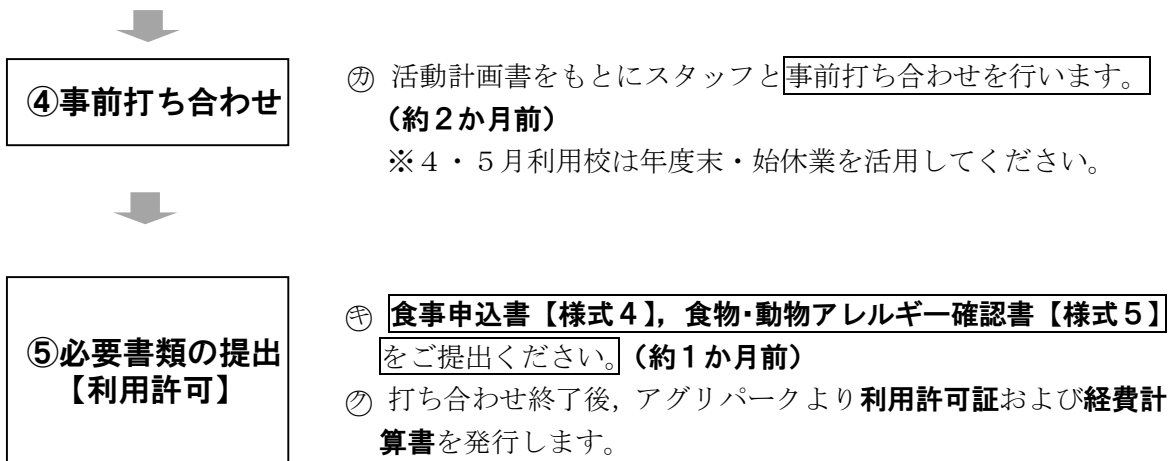 ④事前打ち合わせ
㋕ 活動計画書をもとにスタッフと事前打ち合わせを行います。
（約２か月前）
※４・５月利用校は年度末・始休業を活用してください。
⑤必要書類の提出
【利用許可】
㋖ 食事申込書【様式４】，食物・動物アレルギー確認書【様式５】
をご提出ください。（約１か月前）
㋗ 打ち合わせ終了後，アグリパークより利用許可証および経費計
算書を発行します。